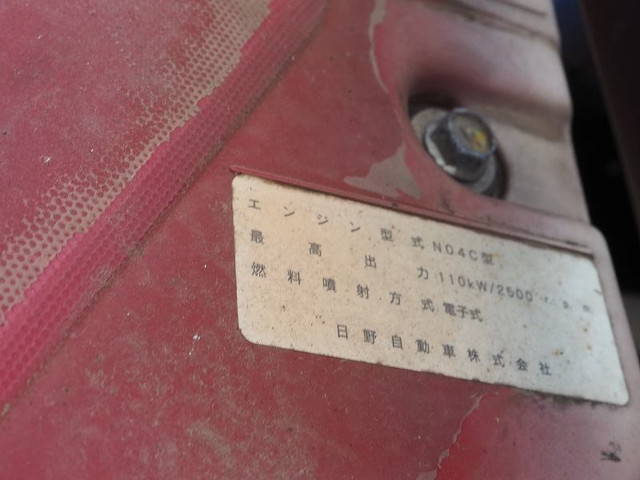 エンジン型式 N04C型
最高出力 110kW/2500 r.p.m
燃料噴射方式 電子式
日野自動車株式会社